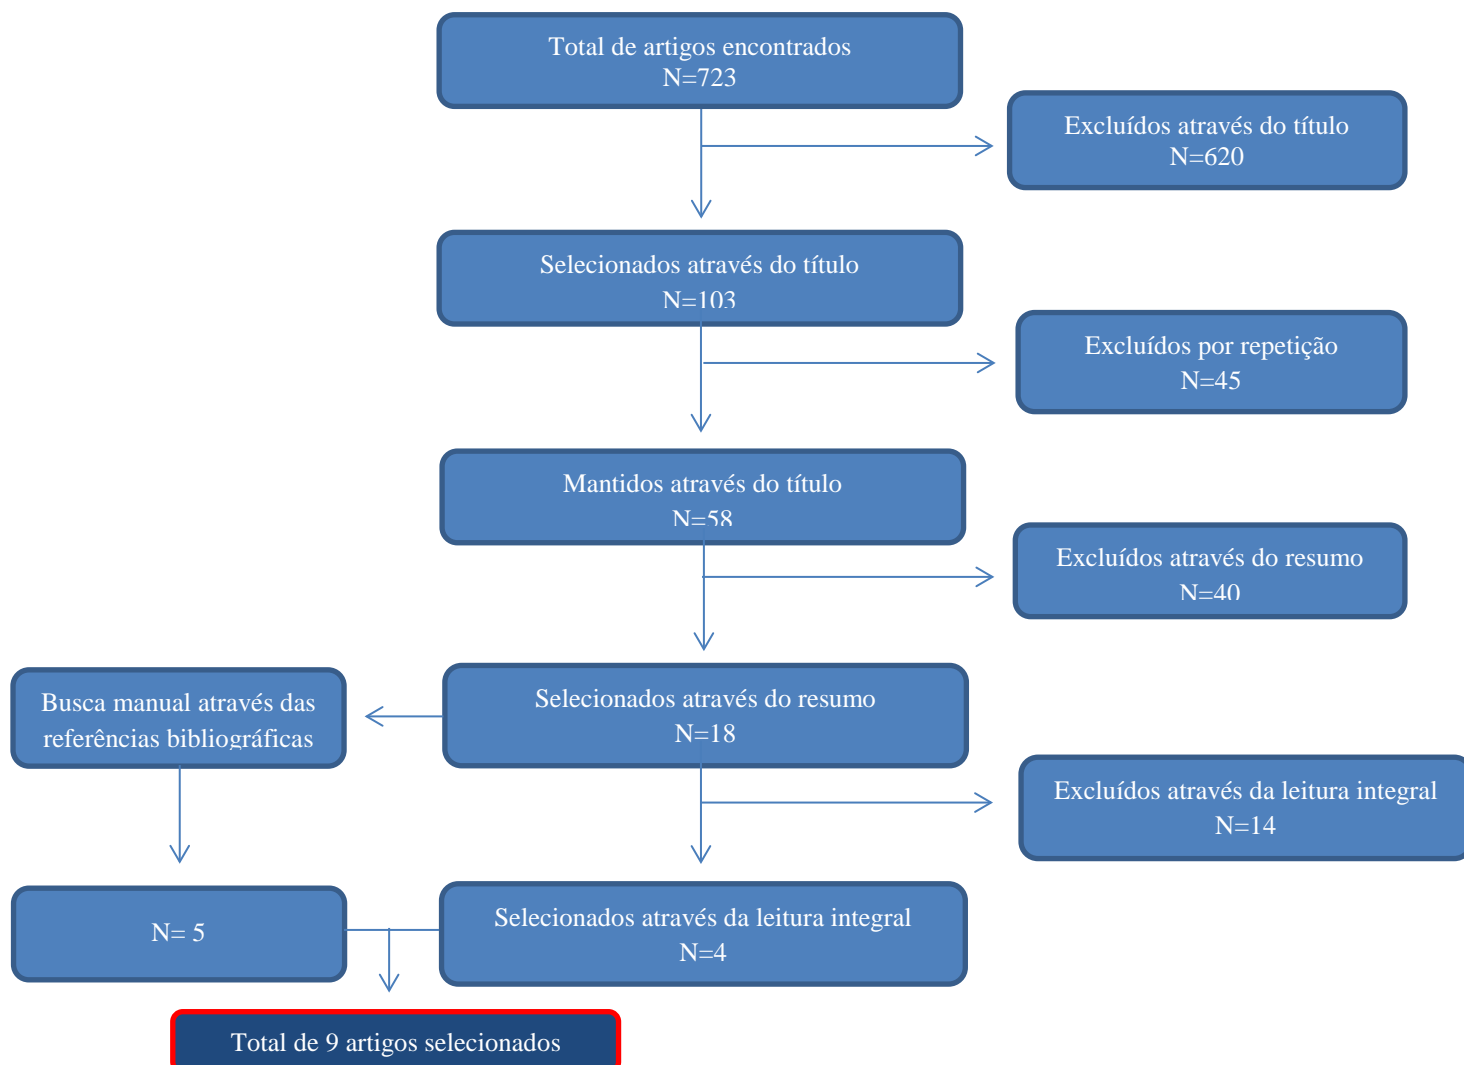 Total de artigos encontrados
N=723
Excluídos através do título
N=620
Selecionados através do título
N=103
Excluídos por repetição
N=45
Mantidos através do título
N=58
Excluídos através do resumo
N=40
Busca manual através das
referências bibliográficas
Selecionados através do resumo
N=18
Excluídos através da leitura integral
N=14
N= 5
Selecionados através da leitura integral
N=4
Total de 9 artigos selecionados